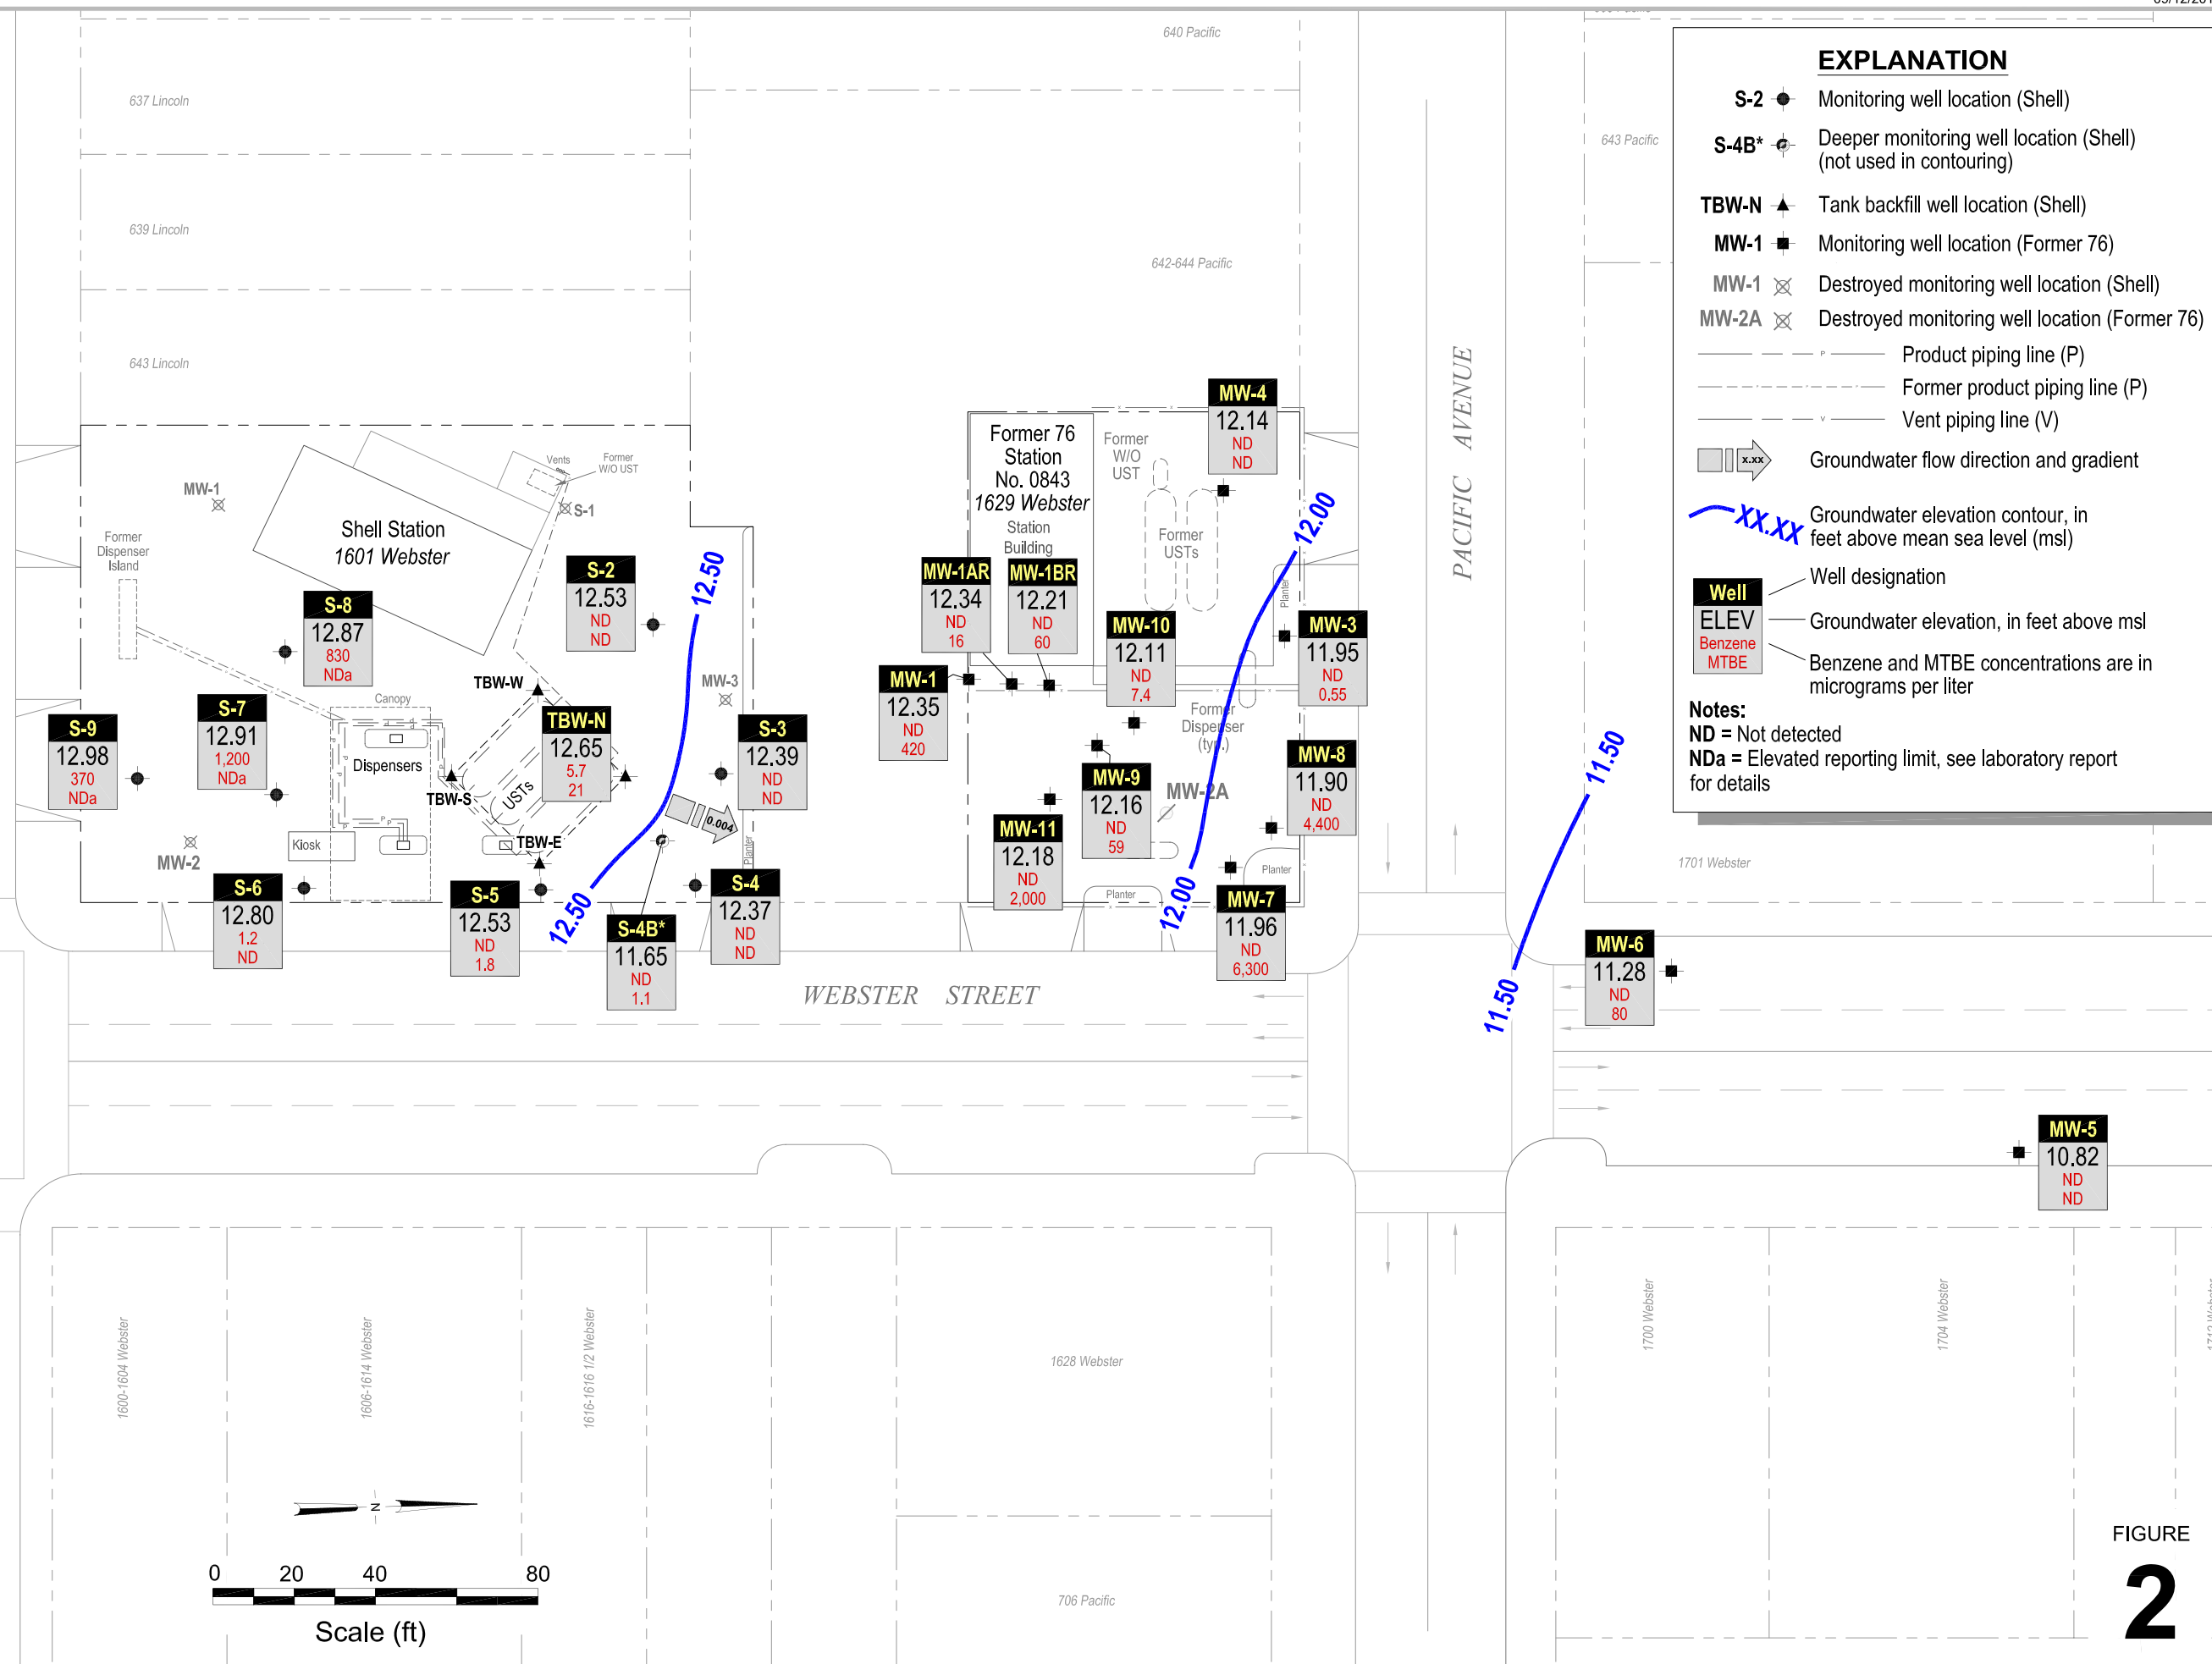 640 Pacific
637 Lincoln
643 Pacific
639 Lincoln
642-644 Pacific
643 Lincoln
EXPLANATION
S-2 Monitoring well location (Shell)
S-4B* Deeper monitoring well location (Shell)
(not used in contouring)
TBW-N Tank backfill well location (Shell)
MW-1 Monitoring well location (Former 76)
MW-1 Destroyed monitoring well location (Shell)
MW-2A Destroyed monitoring well location (Former 76)
P Product piping line (P)
Former product piping line (P)
V Vent piping line (V)
x.xx Groundwater flow direction and gradient
XX.XX Groundwater elevation contour, in
feet above mean sea level (msl)
Well
ELEV
Benzene
MTBE
Well designation
Groundwater elevation, in feet above msl
Benzene and MTBE concentrations are in
micrograms per liter
Notes:
ND = Not detected
NDa = Elevated reporting limit, see laboratory report
for details
PACIFIC AVENUE
MW-4
12.14
ND
ND
Former 76
Station
No. 0843
1629 Webster
Station
Building
Former
W/O
UST
Former
USTs
12.00
Planter
Vents
Former
W/O UST
MW-1
S-1
Shell Station
1601 Webster
Former
Dispenser
Island
S-2
12.53
ND
ND
12.50
S-8
12.87
830
NDa
MW-1AR
12.34
ND
16
MW-1BR
12.21
ND
60
MW-10
12.11
ND
7.4
MW-3
11.95
ND
0.55
MW-1
12.35
ND
420
TBW-W
MW-3
Canopy
S-7
12.91
1,200
NDa
S-9
12.98
370
NDa
TBW-N
12.65
5.7
21
S-3
12.39
ND
ND
Former
Dispenser
(typ.)
MW-8
11.90
ND
4,400
Dispensers
TBW-S
USTs
MW-9
12.16
ND
59
MW-2A
11.50
0.004
MW-11
12.18
ND
2,000
TBW-E
Kiosk
P
P
P
MW-2
Planter
Planter
Planter
1701 Webster
S-6
12.80
1.2
ND
S-5
12.53
ND
1.8
12.50
S-4B*
11.65
ND
1.1
S-4
12.37
ND
ND
12.00
MW-7
11.96
ND
6,300
MW-6
11.28
ND
80
11.50
WEBSTER STREET
MW-5
10.82
ND
ND
1600-1604 Webster
1606-1614 Webster
1616-1616 1/2 Webster
1628 Webster
1700 Webster
1704 Webster
N
0 20 40 80
Scale (ft)
706 Pacific
FIGURE
2